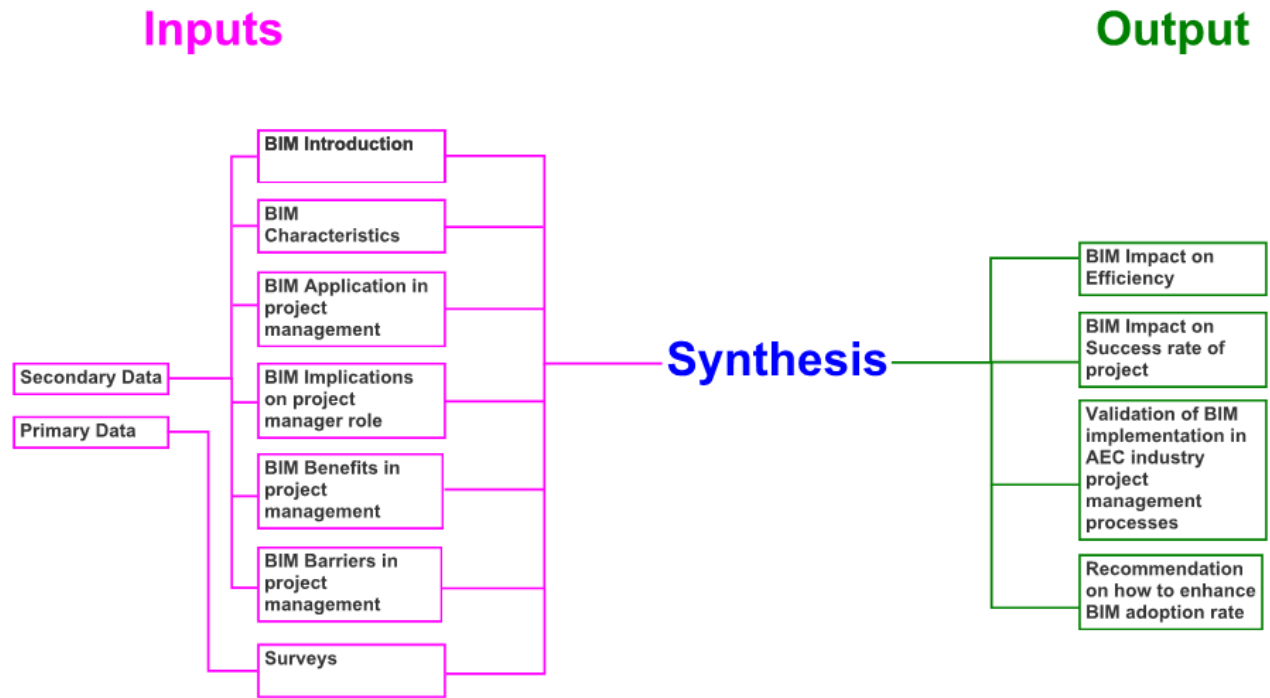 Inputs
Output
BIM Introduction
BIM
Characteristics
BIM Application in
project
management
Secondary Data
BIM Implications
on project
manager role
Primary Data
BIM Benefits in
project
management
BIM Barriers in
project
management
Surveys
Synthesis
BIM Impact on
Efficiency
BIM Impact on
Success rate of
project
Validation of BIM
implementation in
AEC industry
project
management
processes
Recommendation
on how to enhance
BIM adoption rate